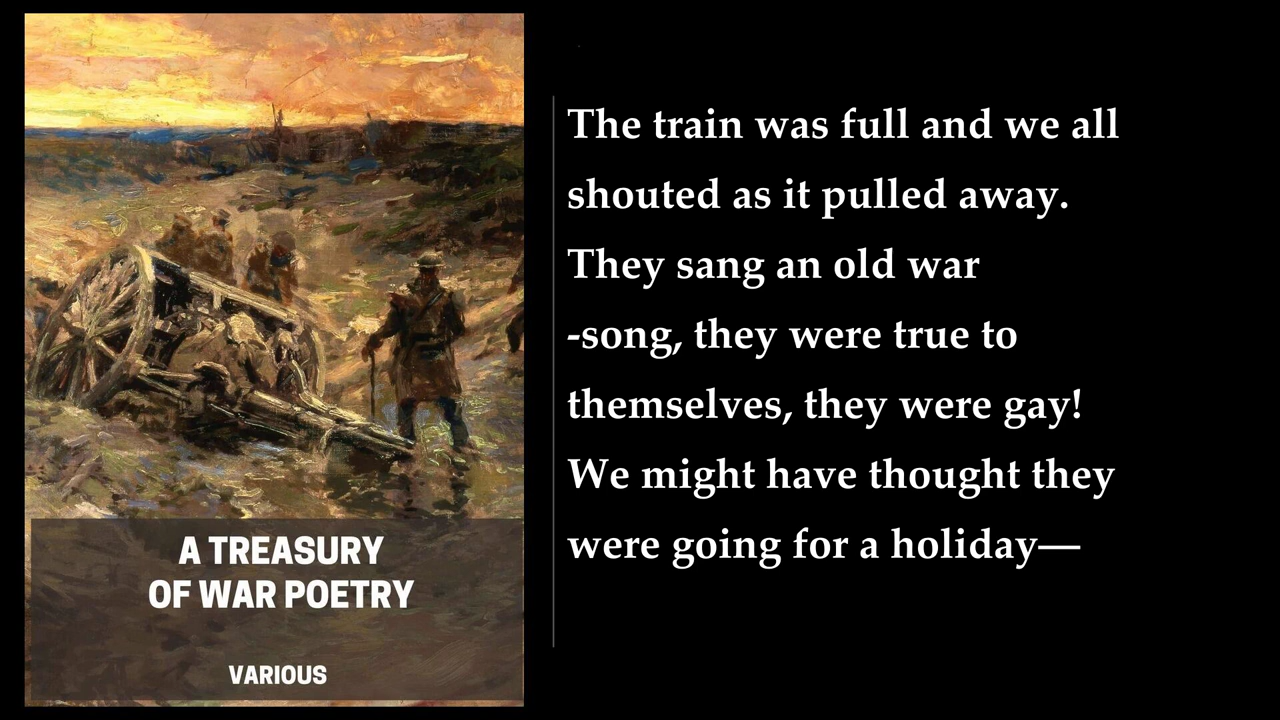 A TREASURY
OF WAR POETRY
VARIOUS
The train was full and we all
shouted as it pulled away.
They sang an old war
-song, they were true to
themselves, they were gay!
We might have thought they
were going for a holiday—